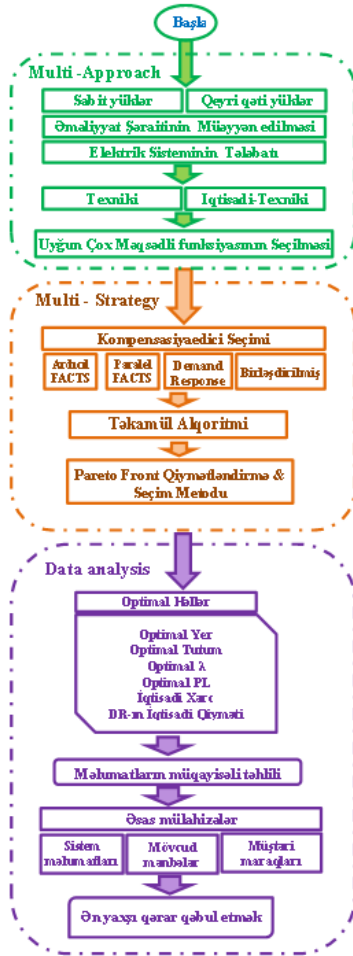 Başla
Multi-Approach
Sabit yüklər
Qeyri qəti yüklər
Əməliyyat Şəraitinin Müəyyən edilməsi
Elektrik Sisteminin Tələbatı
Texniki
Iqtisadi-Texniki
Uyğun Çox Məqsədli funksiyasının Seçilməsi
Multi - Strategy
Kompensasiyaedici Seçimi
Ardıcıl
FACTS
Paralel
FACTS
Demand
Response
Birləşdirilmiş
Təkamül Alqoritmi
Pareto Front Qiymətləndirmə &
Seçim Metodu
Data analysis
Optimal Həllər
Optimal Yer
Optimal Tutum
Optimal λ
Optimal PL
İqtisadi Xərc
DR-ın İqtisadi Qiyməti
Məlumatların müqayisəli təhlili
Əsas mülahizələr
Sistem
məlumatları
Mövcud
mənbələr
Müştəri
maraqları
Ən yaxşı qərar qəbul etmək